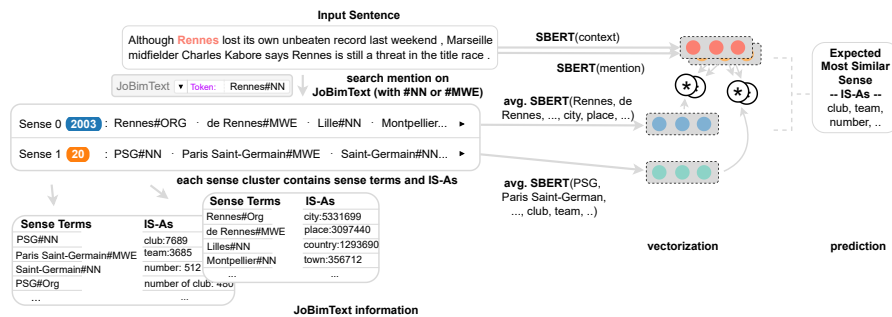 Input Sentence
Although Rennes lost its own unbeaten record last weekend , Marseille
midfielder Charles Kabore says Rennes is still a threat in the title race .
JoBimText ▾ Token: Rennes#NN
search mention on
JoBimText (with #NN or #MWE)
Sense 0 2003 : Rennes#ORG · de Rennes#MWE · Lille#NN · Montpellier... ▸
Sense 1 20 : PSG#NN · Paris Saint-Germain#MWE · Saint-Germain#NN... ▸
each sense cluster contains sense terms and IS-As
Sense Terms IS-As
PSG#NN club:7689
Paris Saint-Germain#MWE team:3685
Saint-Germain#NN number: 512
PSG#Org number of club: 480
... ...
Sense Terms IS-As
Rennes#Org city:5331699
de Rennes#MWE place:3097440
Lilles#NN country:1293690
Montpellier#NN town:356712
... ...
JoBimText information
SBERT(context)
SBERT(mention)
avg. SBERT(Rennes, de
Rennes, ..., city, place, ...)
avg. SBERT(PSG,
Paris Saint-German,
..., club, team, ..)
*
*
vectorization
Expected
Most Similar
Sense
-- IS-As --
club, team,
number, ..
prediction